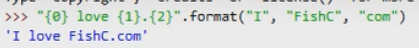 >>> "{0} love {1}.{2}".format("I", "FishC", "com")
'I love FishC.com'